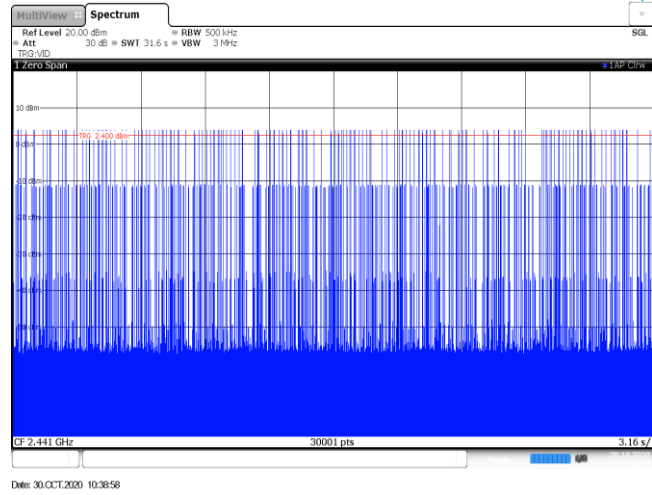 MultiView Spectrum
Ref Level 20.00 dBm RBW 500 kHz SGL
Att 30 dB SWT 31.6 s VBW 3 MHz
TRG:VID
1 Zero Span 1AP Clrw
10 dBm
TRG 2.400 dBm
0 dBm
-10 dBm
-20 dBm
-30 dBm
-40 dBm
CF 2.441 GHz 30001 pts 3.16 s/
Date: 30.OCT.2020 10:38:58